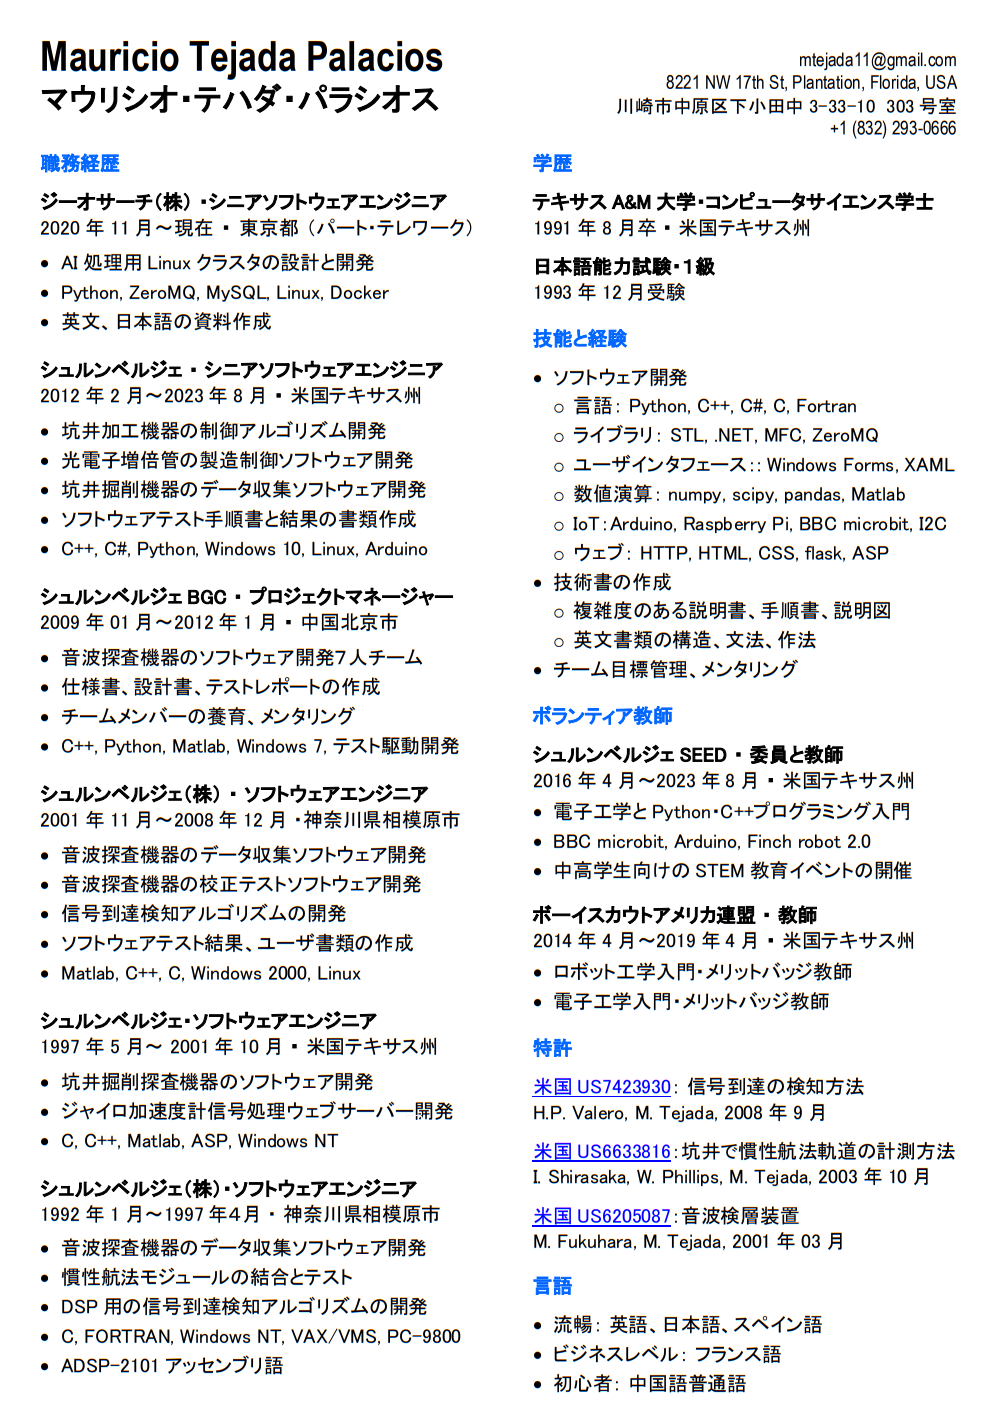 Mauricio Tejada Palacios
マウリシオ・テハダ・パラシオス
mtejada11@gmail.com
8221 NW 17th St, Plantation, Florida, USA
川崎市中原区下小田中 3-33-10 303 号室
+1 (832) 293-0666
職務経歴
ジーオサーチ（株） ・シニアソフトウェアエンジニア
2020 年 11 月～現在 ▪ 東京都 （パート・テレワーク）
• AI 処理用 Linux クラスタの設計と開発
• Python, ZeroMQ, MySQL, Linux, Docker
• 英文、日本語の資料作成
シュルンベルジェ ▪ シニアソフトウェアエンジニア
2012 年 2 月～2023 年 8 月 ▪ 米国テキサス州
• 坑井加工機器の制御アルゴリズム開発
• 光電子増倍管の製造制御ソフトウェア開発
• 坑井掘削機器のデータ収集ソフトウェア開発
• ソフトウェアテスト手順書と結果の書類作成
• C++, C#, Python, Windows 10, Linux, Arduino
シュルンベルジェ BGC ▪ プロジェクトマネージャー
2009 年 01 月～2012 年 1 月 ▪ 中国北京市
• 音波探査機器のソフトウェア開発７人チーム
• 仕様書、設計書、テストレポートの作成
• チームメンバーの養育、メンタリング
• C++, Python, Matlab, Windows 7, テスト駆動開発
シュルンベルジェ（株） ▪ ソフトウェアエンジニア
2001 年 11 月～2008 年 12 月 ・神奈川県相模原市
• 音波探査機器のデータ収集ソフトウェア開発
• 音波探査機器の校正テストソフトウェア開発
• 信号到達検知アルゴリズムの開発
• ソフトウェアテスト結果、ユーザ書類の作成
• Matlab, C++, C, Windows 2000, Linux
シュルンベルジェ・ソフトウェアエンジニア
1997 年 5 月～ 2001 年 10 月 ▪ 米国テキサス州
• 坑井掘削探査機器のソフトウェア開発
• ジャイロ加速度計信号処理ウェブサーバー開発
• C, C++, Matlab, ASP, Windows NT
シュルンベルジェ（株）・ソフトウェアエンジニア
1992 年 1 月～1997 年４月 ・ 神奈川県相模原市
• 音波探査機器のデータ収集ソフトウェア開発
• 慣性航法モジュールの結合とテスト
• DSP 用の信号到達検知アルゴリズムの開発
• C, FORTRAN, Windows NT, VAX/VMS, PC-9800
• ADSP-2101 アッセンブリ語
学歴
テキサス A&M 大学・コンピュータサイエンス学士
1991 年 8 月卒 ▪ 米国テキサス州
日本語能力試験・１級
1993 年 12 月受験
技能と経験
• ソフトウェア開発
○ 言語： Python, C++, C#, C, Fortran
○ ライブラリ： STL, .NET, MFC, ZeroMQ
○ ユーザインタフェース：: Windows Forms, XAML
○ 数値演算： numpy, scipy, pandas, Matlab
○ IoT：Arduino, Raspberry Pi, BBC microbit, I2C
○ ウェブ： HTTP, HTML, CSS, flask, ASP
• 技術書の作成
○ 複雑度のある説明書、手順書、説明図
○ 英文書類の構造、文法、作法
• チーム目標管理、メンタリング
ボランティア教師
シュルンベルジェ SEED ▪ 委員と教師
2016 年 4 月～2023 年 8 月 ▪ 米国テキサス州
• 電子工学と Python・C++プログラミング入門
• BBC microbit, Arduino, Finch robot 2.0
• 中高学生向けの STEM 教育イベントの開催
ボーイスカウトアメリカ連盟 ▪ 教師
2014 年 4 月～2019 年 4 月 ▪ 米国テキサス州
• ロボット工学入門・メリットバッジ教師
• 電子工学入門・メリットバッジ教師
特許
米国 US7423930： 信号到達の検知方法
H.P. Valero, M. Tejada, 2008 年 9 月
米国 US6633816：坑井で慣性航法軌道の計測方法
I. Shirasaka, W. Phillips, M. Tejada, 2003 年 10 月
米国 US6205087：音波検層装置
M. Fukuhara, M. Tejada, 2001 年 03 月
言語
• 流暢： 英語、日本語、スペイン語
• ビジネスレベル： フランス語
• 初心者： 中国語普通語